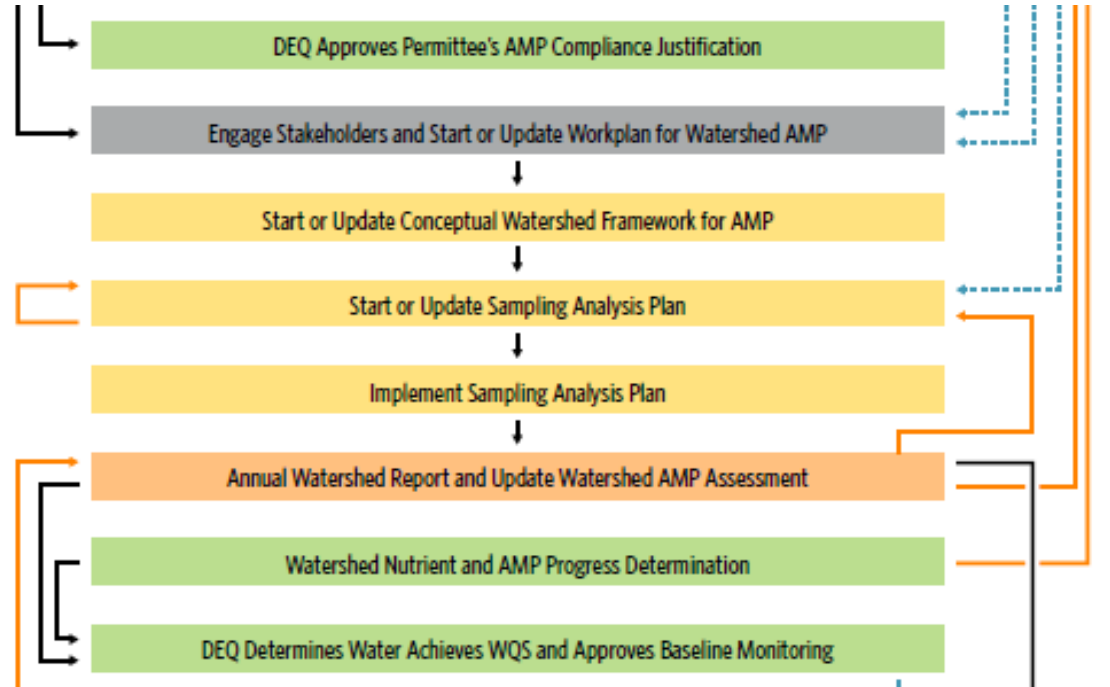 DEQ Approves Permittee's AMP Compliance Justification
Engage Stakeholders and Start or Update Workplan for Watershed AMP
Start or Update Conceptual Watershed Framework for AMP
Start or Update Sampling Analysis Plan
Implement Sampling Analysis Plan
Annual Watershed Report and Update Watershed AMP Assessment
Watershed Nutrient and AMP Progress Determination
DEQ Determines Water Achieves WQS and Approves Baseline Monitoring